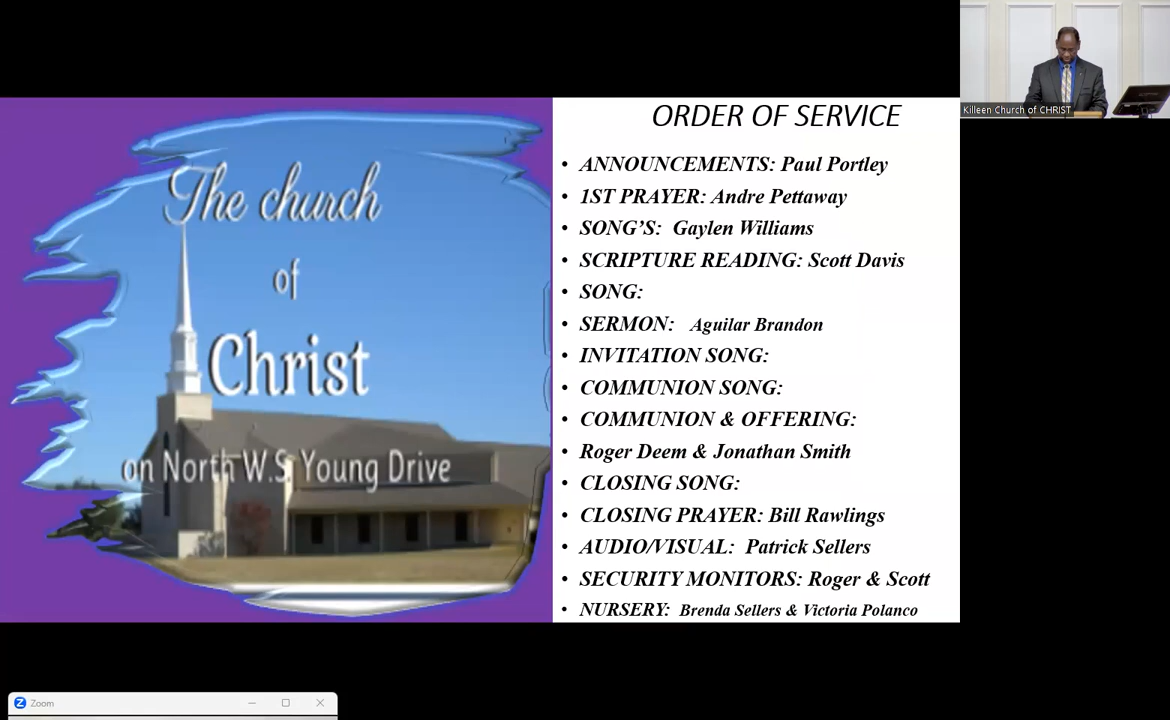 The church
of
Christ
on North W.S. Young Drive
ORDER OF SERVICE
• ANNOUNCEMENTS: Paul Portley
• 1ST PRAYER: Andre Pettaway
• SONG’S: Gaylen Williams
• SCRIPTURE READING: Scott Davis
• SONG:
• SERMON: Aguilar Brandon
• INVITATION SONG:
• COMMUNION SONG:
• COMMUNION & OFFERING:
• Roger Deem & Jonathan Smith
• CLOSING SONG:
• CLOSING PRAYER: Bill Rawlings
• AUDIO/VISUAL: Patrick Sellers
• SECURITY MONITORS: Roger & Scott
• NURSERY: Brenda Sellers & Victoria Polanco
Killeen Church of CHRIST
Zoom